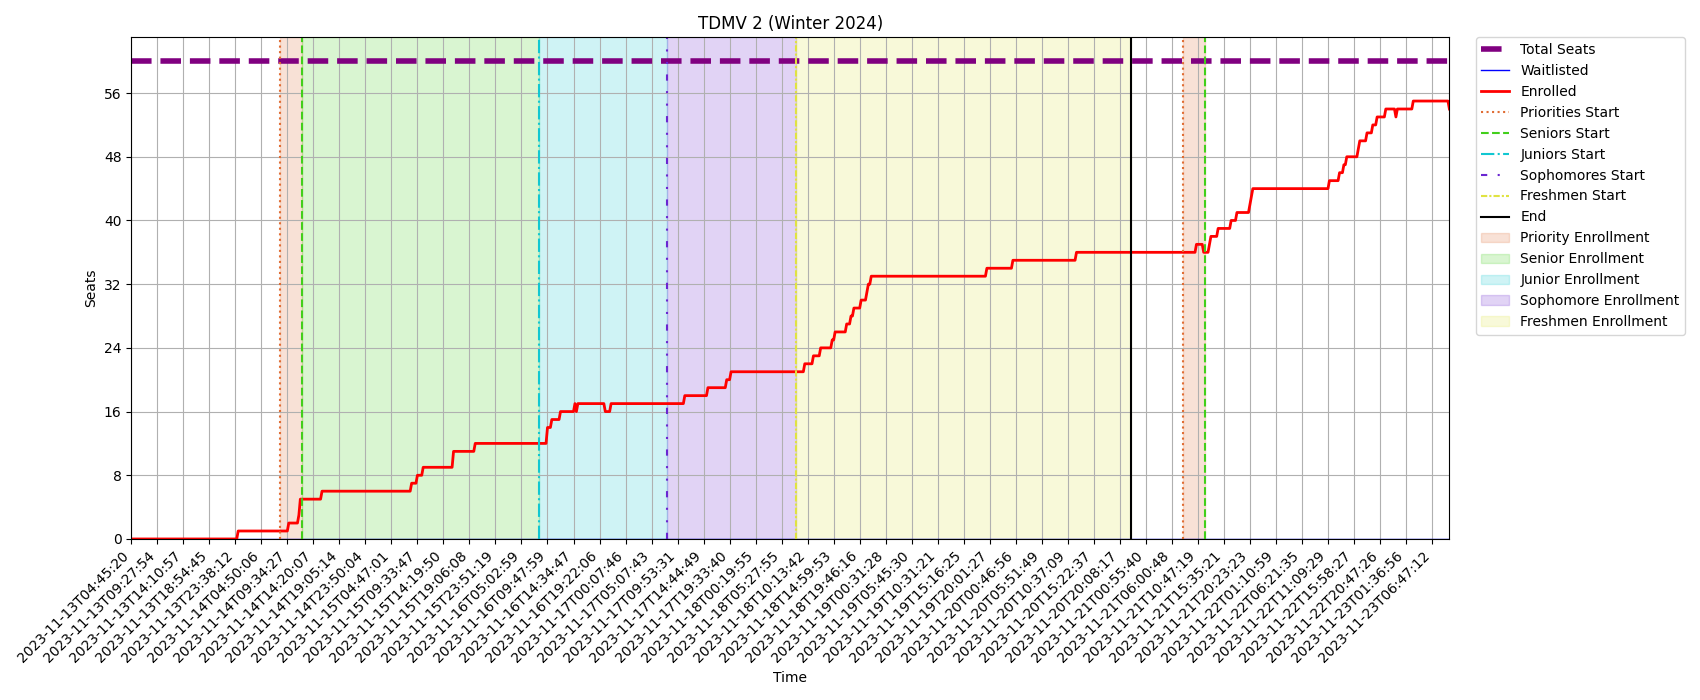 TDMV 2 (Winter 2024)
Seats
56
48
40
32
24
16
8
0
2023-11-13T04:45:20
2023-11-13T09:27:54
2023-11-13T14:10:57
2023-11-13T18:54:45
2023-11-13T23:38:12
2023-11-14T04:50:06
2023-11-14T09:34:27
2023-11-14T14:20:07
2023-11-14T19:05:14
2023-11-14T23:50:04
2023-11-15T04:47:01
2023-11-15T09:33:47
2023-11-15T14:19:50
2023-11-15T19:06:08
2023-11-15T23:51:19
2023-11-16T05:02:59
2023-11-16T09:47:59
2023-11-16T14:34:47
2023-11-16T19:22:06
2023-11-17T00:07:46
2023-11-17T05:07:43
2023-11-17T09:53:31
2023-11-17T14:44:49
2023-11-17T19:33:40
2023-11-18T00:19:55
2023-11-18T05:27:55
2023-11-18T10:13:42
2023-11-18T14:59:53
2023-11-18T19:46:16
2023-11-19T00:31:28
2023-11-19T05:45:30
2023-11-19T10:31:21
2023-11-19T15:16:25
2023-11-19T20:01:27
2023-11-20T00:46:56
2023-11-20T05:51:49
2023-11-20T10:37:09
2023-11-20T15:22:37
2023-11-20T20:08:17
2023-11-21T00:55:40
2023-11-21T06:00:48
2023-11-21T10:47:19
2023-11-21T15:35:21
2023-11-21T20:23:23
2023-11-22T01:10:59
2023-11-22T06:21:35
2023-11-22T11:09:29
2023-11-22T15:58:27
2023-11-22T20:47:26
2023-11-23T01:36:56
2023-11-23T06:47:12
Time
Total Seats
Waitlisted
Enrolled
Priorities Start
Seniors Start
Juniors Start
Sophomores Start
Freshmen Start
End
Priority Enrollment
Senior Enrollment
Junior Enrollment
Sophomore Enrollment
Freshmen Enrollment